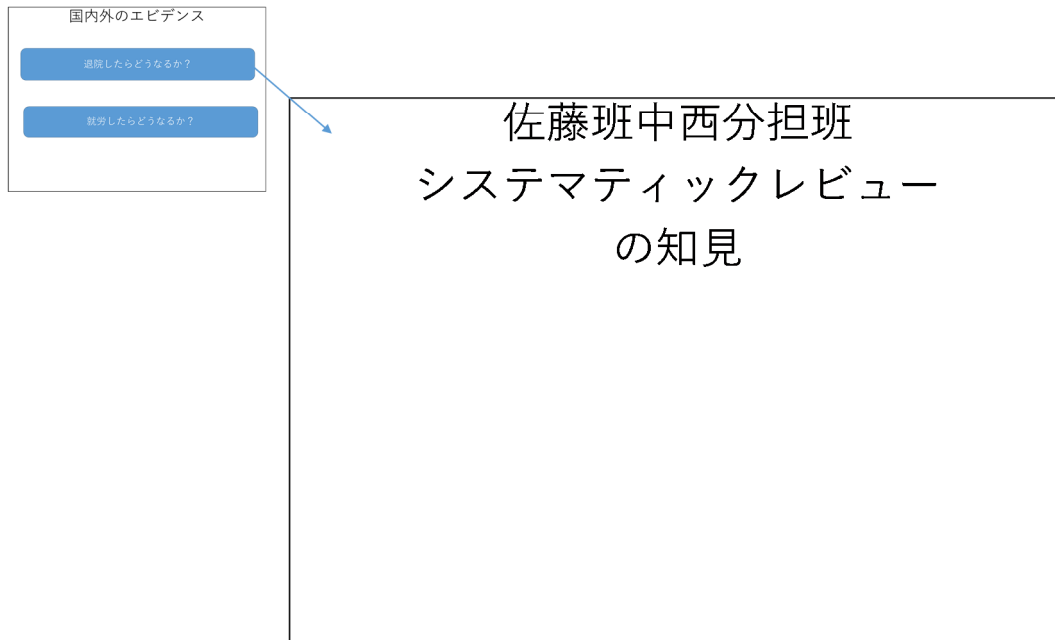 国内外のエビデンス
退院したらどうなるか？
就労したらどうなるか？
佐藤班中西分担班
システマティックレビュー
の知見